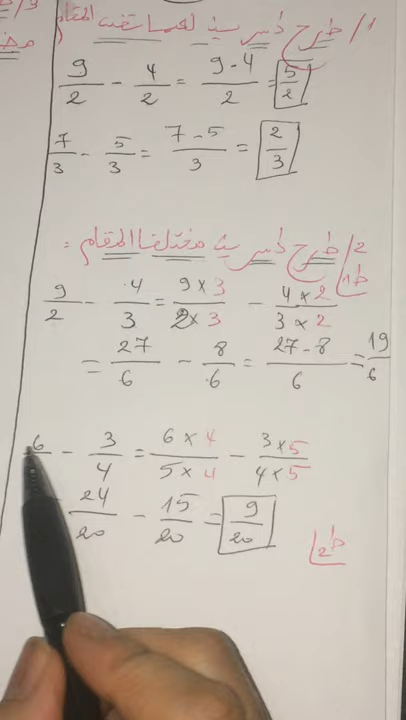 1/ طرح كسرين لهما نفس المقام
9/2 - 4/2 = 9-4/2 = 5/2
7/3 - 5/3 = 7-5/3 = 2/3
2/ طرح كسرين مختلفا المقام :
ط1
9/2 - 4/3 = 9×3/2×3 - 4×2/3×2
= 27/6 - 8/6 = 27-8/6 = 19/6
6 - 3/4 = 6×4/5×4 - 3×5/4×5
24/20 - 15/20 = 9/20
ط2